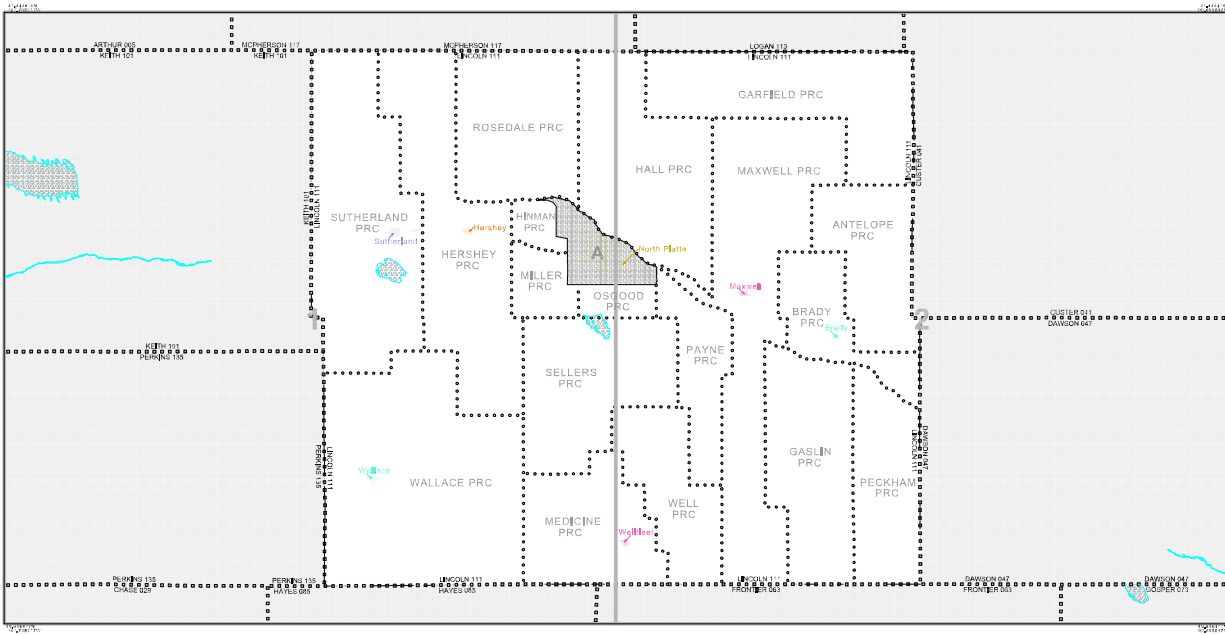 ARTHUR 005
KEITH 101
MCPHERSON 117
KEITH 101
MCPHERSON 117
LINCOLN 111
LOGAN 113
LINCOLN 111
GARFIELD PRC
ROSEDALE PRC
HALL PRC
MAXWELL PRC
LINCOLN 111
CUSTER 041
KEITH 101
LINCOLN 111
SUTHERLAND
PRC
Sutherland
Hershey
HERSHEY
PRC
HINMAN
PRC
A
North Platte
ANTELOPE
PRC
MILLER
PRC
OSGOOD
PRC
Maxwell
BRADY
PRC
Brady
1
2
CUSTER 041
DAWSON 047
KEITH 101
PERKINS 135
PAYNE
PRC
SELLERS
PRC
LINCOLN 111
PERKINS 135
Wallace
WALLACE PRC
GASLIN
PRC
DAWSON 047
LINCOLN 111
PECKHAM
PRC
WELL
PRC
MEDICINE
PRC
Wellfleet
PERKINS 135
CHASE 029
PERKINS 135
HAYES 085
LINCOLN 111
HAYES 085
LINCOLN 111
FRONTIER 063
DAWSON 047
FRONTIER 063
DAWSON 047
GOSPER 073